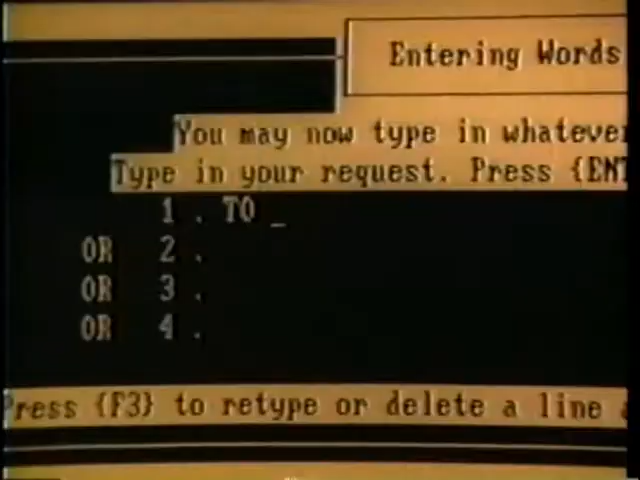 Entering Words
You may now type in whatever
Type in your request. Press {ENT
1 . TO _
OR 2 .
OR 3 .
OR 4 .
Press {F3} to retype or delete a line